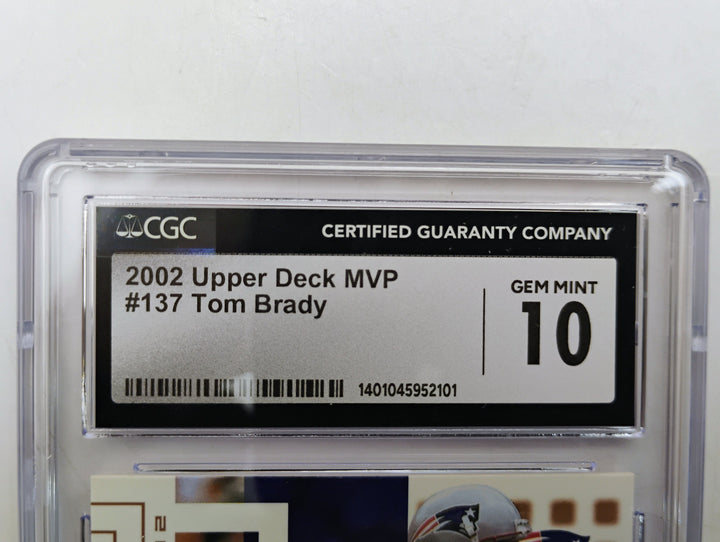 CGC
CERTIFIED GUARANTY COMPANY
2002 Upper Deck MVP
#137 Tom Brady
GEM MINT
10
1401045952101